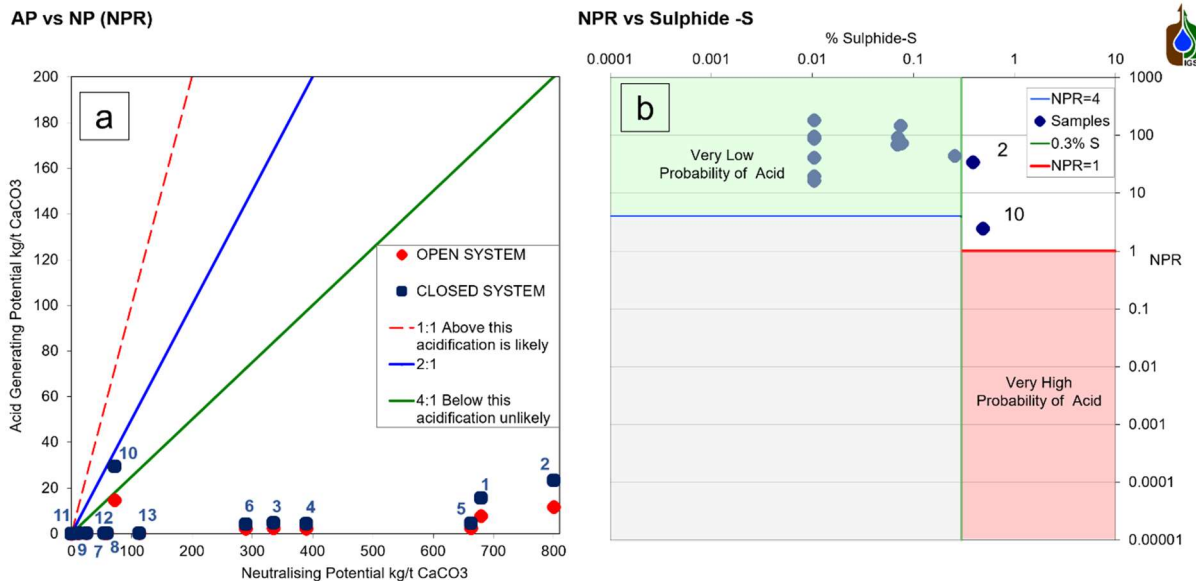 AP vs NP (NPR)
a
200
180
160
140
120
100
80
60
40
20
0
Acid Generating Potential kg/t CaCO3
OPEN SYSTEM
CLOSED SYSTEM
1:1 Above this
acidification is likely
2:1
4:1 Below this
acidification unlikely
10
2
1
11
12
13
6
3
4
5
9
7
8
0
100
200
300
400
500
600
700
800
Neutralising Potential kg/t CaCO3
NPR vs Sulphide -S
IGS
% Sulphide-S
0.0001
0.001
0.01
0.1
1
10
b
1000
100
10
1
0.1
0.01
0.001
0.0001
0.00001
NPR
NPR=4
Samples
0.3% S
NPR=1
Very Low
Probability of Acid
2
10
Very High
Probability of Acid